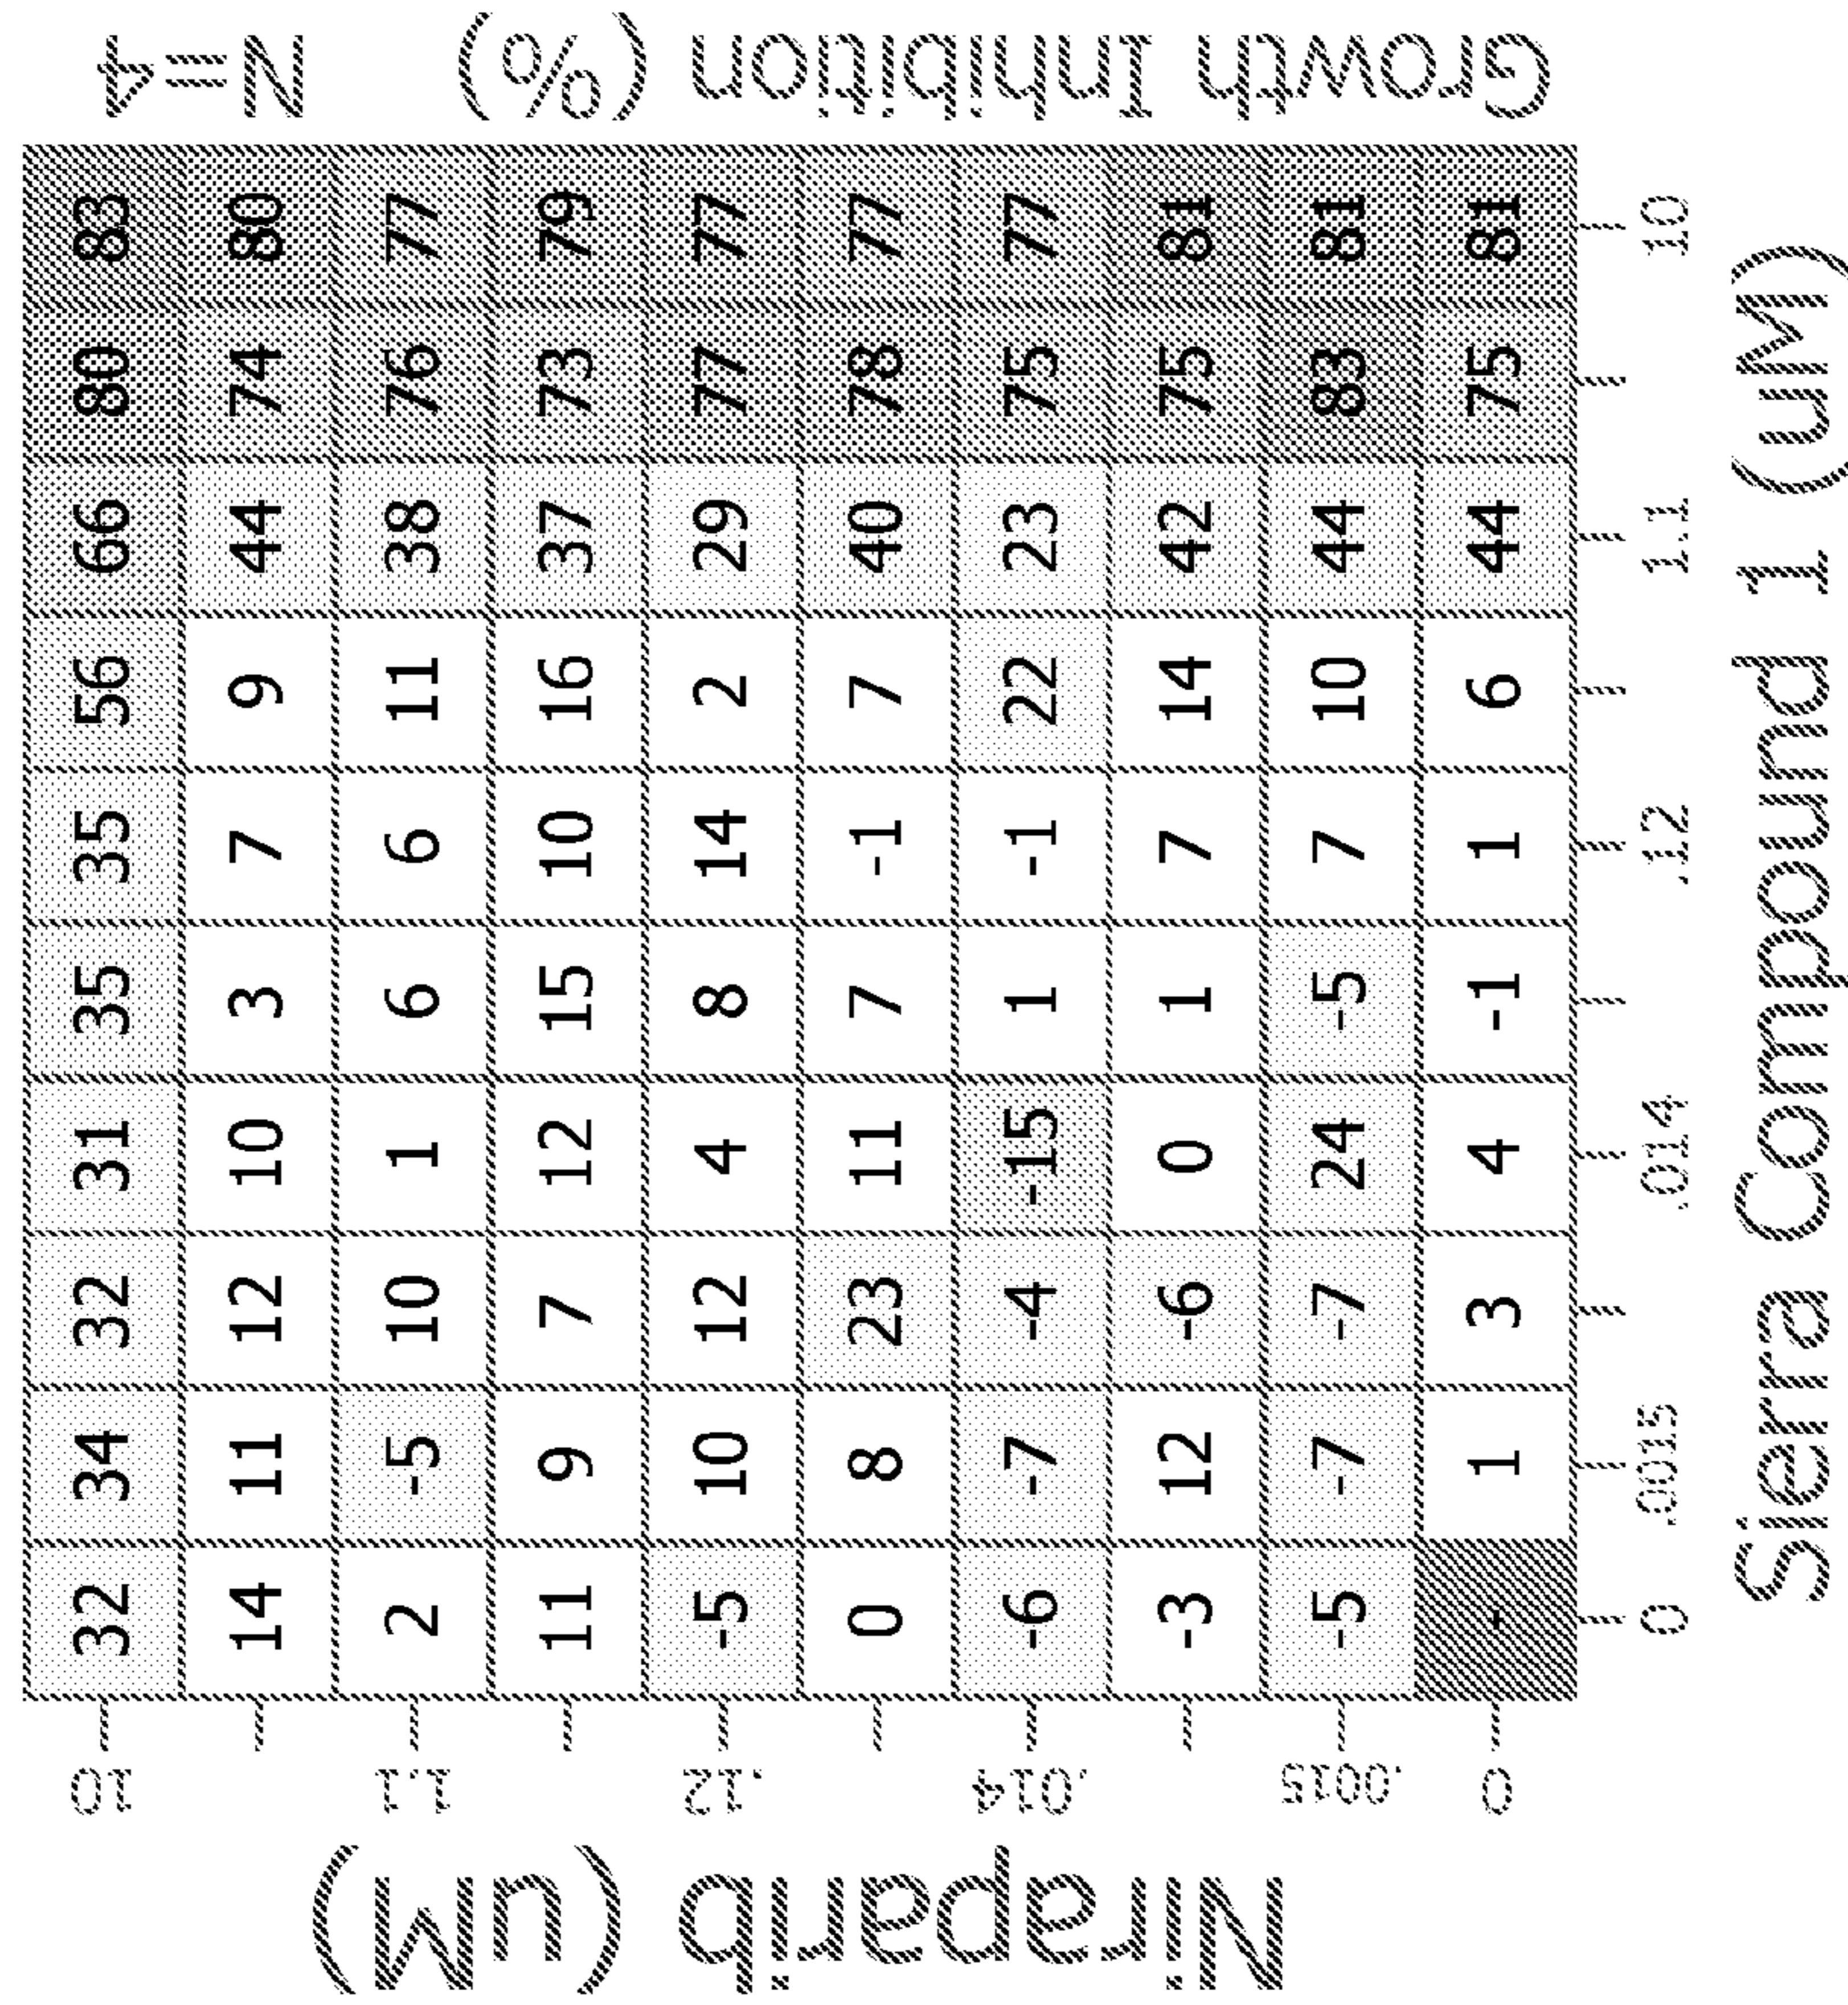 Niraparib (uM)
10 32 34 32 31 35 35 56 66 80 83
14 11 12 10 3 7 9 44 74 80
1.1 2 -5 10 1 6 6 11 38 76 77
11 9 7 12 15 10 16 37 73 79
.12 -5 10 12 4 8 14 2 29 77 77
0 8 23 11 7 -1 7 40 78 77
.014 -6 -7 -4 -15 1 -1 22 23 75 77
-3 12 -6 0 1 7 14 42 75 81
.0015 -5 -7 -7 24 -5 7 10 44 83 81
0 - 1 3 4 -1 1 6 44 75 81
0 .0015 .014 .12 1.1 10
Sierra Compound 1 (uM)
Growth Inhibition (%) N=4